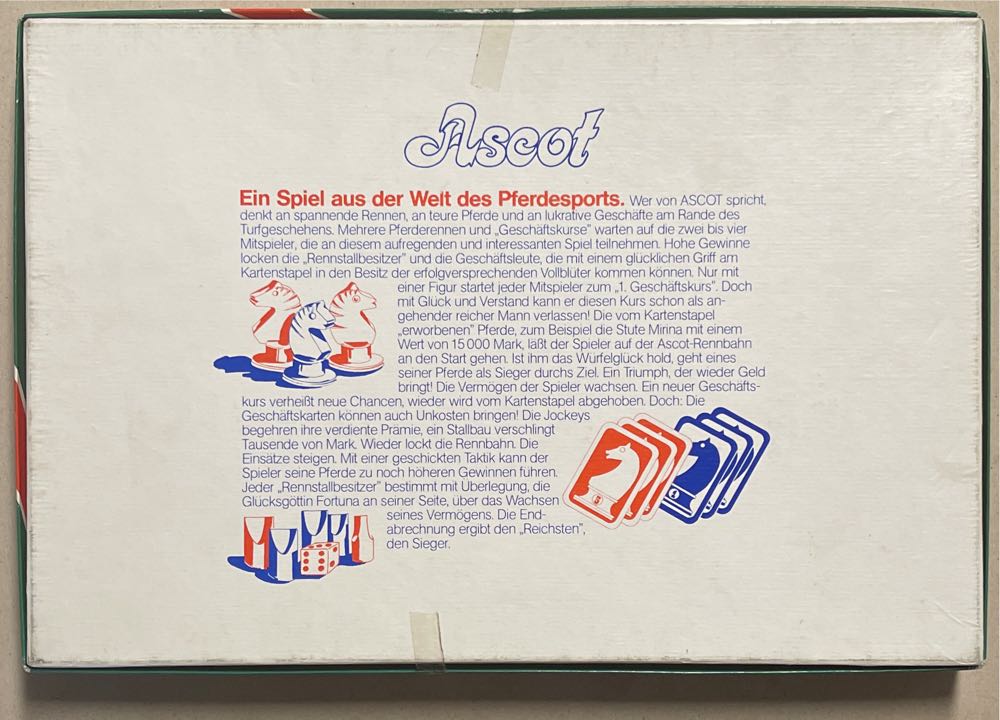 Ascot
Ein Spiel aus der Welt des Pferdesports. Wer von ASCOT spricht,
denkt an spannende Rennen, an teure Pferde und an lukrative Geschäfte am Rande des
Turfgeschehens. Mehrere Pferderennen und „Geschäftskurse" warten auf die zwei bis vier
Mitspieler, die an diesem aufregenden und interessanten Spiel teilnehmen. Hohe Gewinne
locken die „Rennstallbesitzer" und die Geschäftsleute, die mit einem glücklichen Griff am
Kartenstapel in den Besitz der erfolgversprechenden Vollblüter kommen können. Nur mit
einer Figur startet jeder Mitspieler zum „1. Geschäftskurs". Doch
mit Glück und Verstand kann er diesen Kurs schon als an-
gehender reicher Mann verlassen! Die vom Kartenstapel
„erworbenen" Pferde, zum Beispiel die Stute Mirina mit einem
Wert von 15 000 Mark, läßt der Spieler auf der Ascot-Rennbahn
an den Start gehen. Ist ihm das Würfelglück hold, geht eines
seiner Pferde als Sieger durchs Ziel. Ein Triumph, der wieder Geld
bringt! Die Vermögen der Spieler wachsen. Ein neuer Geschäfts-
kurs verheißt neue Chancen, wieder wird vom Kartenstapel abgehoben. Doch: Die
Geschäftskarten können auch Unkosten bringen! Die Jockeys
begehren ihre verdiente Prämie, ein Stallbau verschlingt
Tausende von Mark. Wieder lockt die Rennbahn. Die
Einsätze steigen. Mit einer geschickten Taktik kann der
Spieler seine Pferde zu noch höheren Gewinnen führen.
Jeder „Rennstallbesitzer" bestimmt mit Überlegung, die
Glücksgöttin Fortuna an seiner Seite, über das Wachsen
seines Vermögens. Die End-
abrechnung ergibt den „Reichsten",
den Sieger.